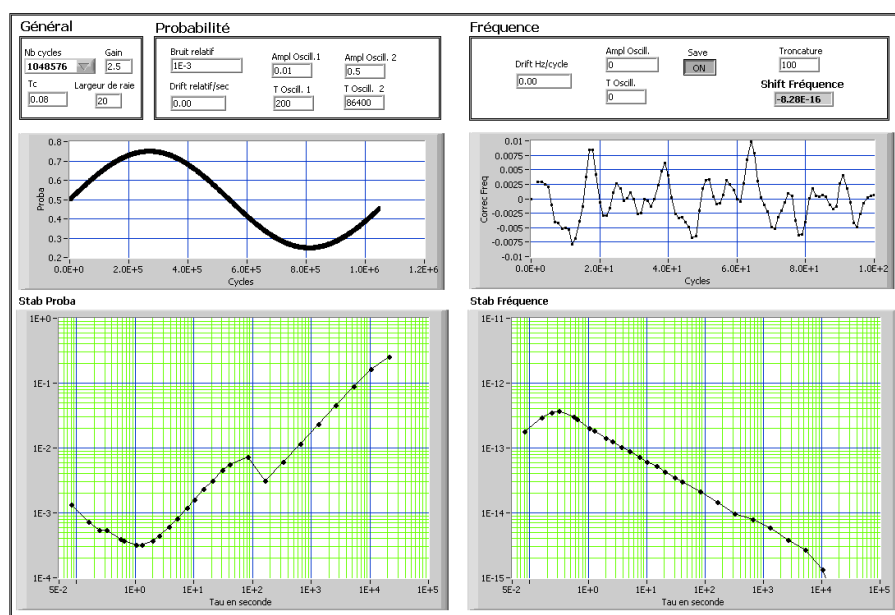 Général
Nb cycles
Gain
1048576
2.5
Tc
Largeur de raie
0.08
20
Probabilité
Bruit relatif
Ampl Oscill.1
Ampl Oscill. 2
1E-3
0.01
0.5
Drift relatif/sec
T Oscill. 1
T Oscill. 2
0.00
200
86400
Fréquence
Drift Hz/cycle
Ampl Oscill.
Save
Troncature
0.00
0
ON
100
T Oscill.
Shift Fréquence
0
-8.28E-16
0.8
0.7
0.6
0.5
0.4
0.3
0.2
Proba
0.0E+0 2.0E+5 4.0E+5 6.0E+5 8.0E+5 1.0E+6 1.2E+6
Cycles
0.01
0.0075
0.005
0.0025
0
-0.0025
-0.005
-0.0075
-0.01
Correc Freq
0.0E+0 2.0E+1 4.0E+1 6.0E+1 8.0E+1 1.0E+2
Cycles
Stab Proba
1E+0
1E-1
1E-2
1E-3
1E-4
5E-2 1E+0 1E+1 1E+2 1E+3 1E+4 1E+5
Tau en seconde
Stab Fréquence
1E-11
1E-12
1E-13
1E-14
1E-15
5E-2 1E+0 1E+1 1E+2 1E+3 1E+4 1E+5
Tau en seconde